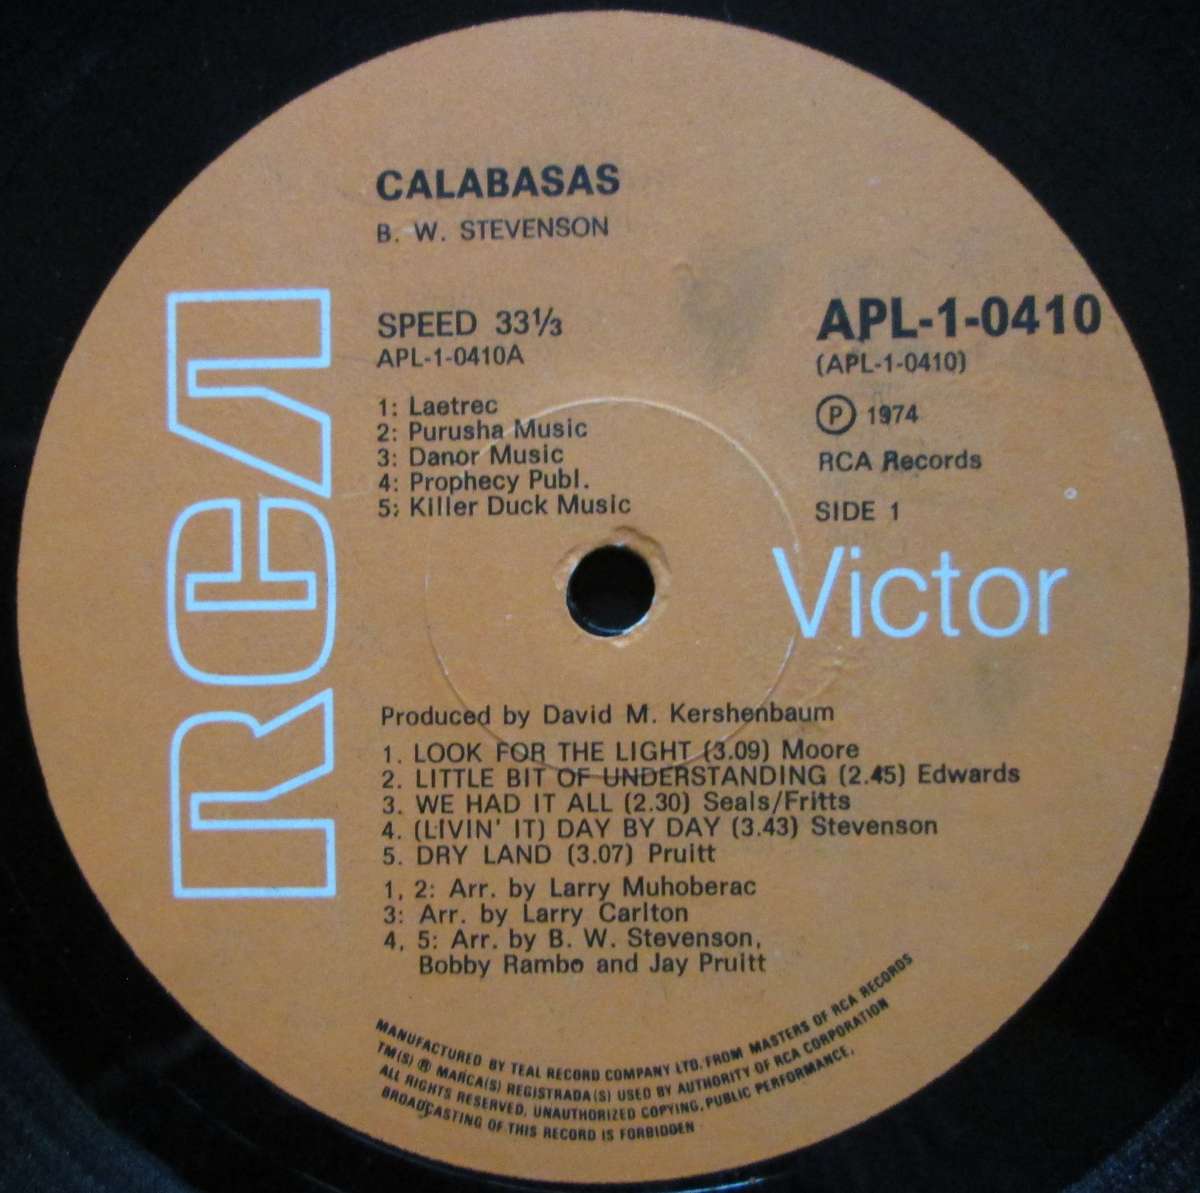 CALABASAS
B. W. STEVENSON
RCA
SPEED 33⅓
APL-1-0410A
APL-1-0410
(APL-1-0410)
1: Laetrec
2: Purusha Music
3: Danor Music
4: Prophecy Publ.
5: Killer Duck Music
Ⓟ 1974
RCA Records
SIDE 1
Victor
Produced by David M. Kershenbaum
1. LOOK FOR THE LIGHT (3.09) Moore
2. LITTLE BIT OF UNDERSTANDING (2.45) Edwards
3. WE HAD IT ALL (2.30) Seals/Fritts
4. (LIVIN' IT) DAY BY DAY (3.43) Stevenson
5. DRY LAND (3.07) Pruitt
1, 2: Arr. by Larry Muhoberac
3: Arr. by Larry Carlton
4, 5: Arr. by B. W. Stevenson,
Bobby Rambo and Jay Pruitt
MANUFACTURED BY TEAL RECORD COMPANY LTD. FROM MASTERS OF RCA RECORDS
TM(S) ® MARCA(S) REGISTRADA(S) USED BY AUTHORITY OF RCA CORPORATION
ALL RIGHTS RESERVED, UNAUTHORIZED COPYING, PUBLIC PERFORMANCE,
BROADCASTING OF THIS RECORD IS FORBIDDEN